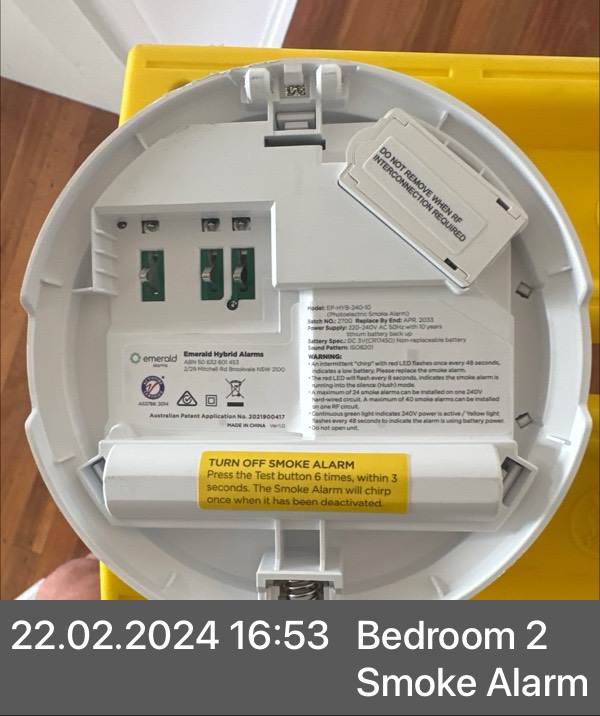 DO NOT REMOVE WHEN RF
INTERCONNECTION REQUIRED
Model: EP-HYB-240-10
(Photoelectric Smoke Alarm)
Batch NO.: 2700 Replace By End: APR. 2033
Power Supply: 220-240V AC 50Hz with 10 years
lithium battery back up
Battery Spec.: DC 3V(CR17450) Non-replaceable battery
Sound Pattern: ISO8201
WARNING:
An intermittent "chirp" with red LED flashes once every 48 seconds,
indicates a low battery. Please replace the smoke alarm.
The red LED will flash every 8 seconds, indicates the smoke alarm is
running into the silence (Hush) mode.
A maximum of 24 smoke alarms can be installed on one 240V
hard-wired circuit. A maximum of 40 smoke alarms can be installed
on one RF circuit.
Continuous green light indicates 240V power is active / Yellow light
flashes every 48 seconds to indicate the alarm is using battery power.
Do not open unit.
emerald
alarms
Emerald Hybrid Alarms
ABN 50 632 601 453
2/29 Mitchell Rd Brookvale NSW 2100
AS3786: 2014
Australian Patent Application No. 2021900417
MADE IN CHINA Ver1.0
TURN OFF SMOKE ALARM
Press the Test button 6 times, within 3
seconds. The Smoke Alarm will chirp
once when it has been deactivated.
22.02.2024 16:53 Bedroom 2
Smoke Alarm